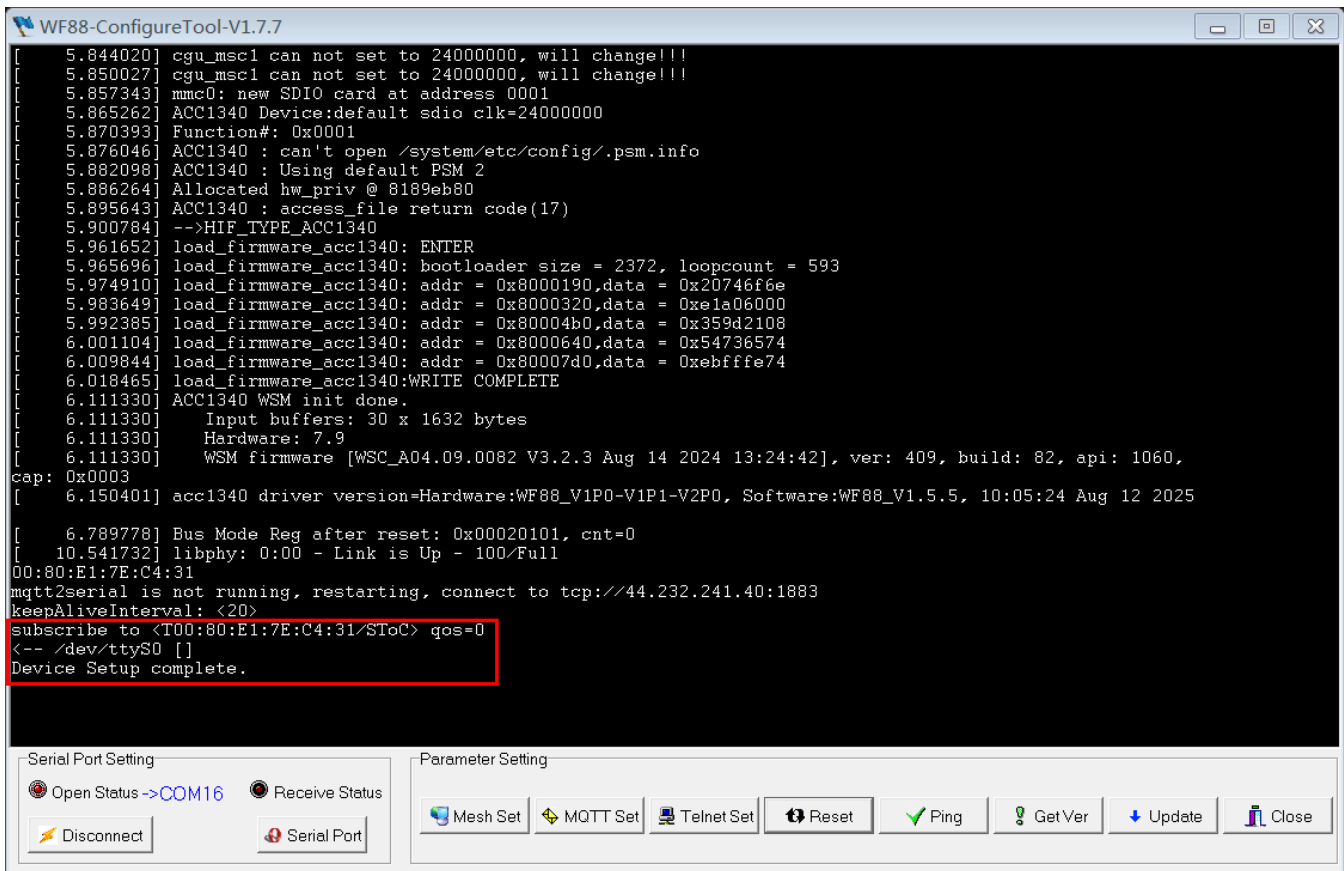 WF88-ConfigureTool-V1.7.7
[    5.844020] cgu_msc1 can not set to 24000000, will change!!!
[    5.850027] cgu_msc1 can not set to 24000000, will change!!!
[    5.857343] mmc0: new SDIO card at address 0001
[    5.865262] ACC1340 Device:default sdio clk=24000000
[    5.870393] Function#: 0x0001
[    5.876046] ACC1340 : can't open /system/etc/config/.psm.info
[    5.882098] ACC1340 : Using default PSM 2
[    5.886264] Allocated hw_priv @ 8189eb80
[    5.895643] ACC1340 : access_file return code(17)
[    5.900784] -->HIF_TYPE_ACC1340
[    5.961652] load_firmware_acc1340: ENTER
[    5.965696] load_firmware_acc1340: bootloader size = 2372, loopcount = 593
[    5.974910] load_firmware_acc1340: addr = 0x8000190,data = 0x20746f6e
[    5.983649] load_firmware_acc1340: addr = 0x8000320,data = 0xe1a06000
[    5.992385] load_firmware_acc1340: addr = 0x80004b0,data = 0x359d2108
[    6.001104] load_firmware_acc1340: addr = 0x8000640,data = 0x54736574
[    6.009844] load_firmware_acc1340: addr = 0x80007d0,data = 0xebfffe74
[    6.018465] load_firmware_acc1340:WRITE COMPLETE
[    6.111330] ACC1340 WSM init done.
[    6.111330]    Input buffers: 30 x 1632 bytes
[    6.111330]    Hardware: 7.9
[    6.111330]    WSM firmware [WSC_A04.09.0082 V3.2.3 Aug 14 2024 13:24:42], ver: 409, build: 82, api: 1060,
cap: 0x0003
[    6.150401] acc1340 driver version=Hardware:WF88_V1P0-V1P1-V2P0, Software:WF88_V1.5.5, 10:05:24 Aug 12 2025
[    6.789778] Bus Mode Reg after reset: 0x00020101, cnt=0
[   10.541732] libphy: 0:00 - Link is Up - 100/Full
00:80:E1:7E:C4:31
mqtt2serial is not running, restarting, connect to tcp://44.232.241.40:1883
keepAliveInterval: <20>
subscribe to <T00:80:E1:7E:C4:31/SToC> qos=0
<-- /dev/ttyS0 []
Device Setup complete.
Serial Port Setting
Open Status ->COM16 Receive Status
Disconnect Serial Port
Parameter Setting
Mesh Set MQTT Set Telnet Set Reset Ping Get Ver Update Close